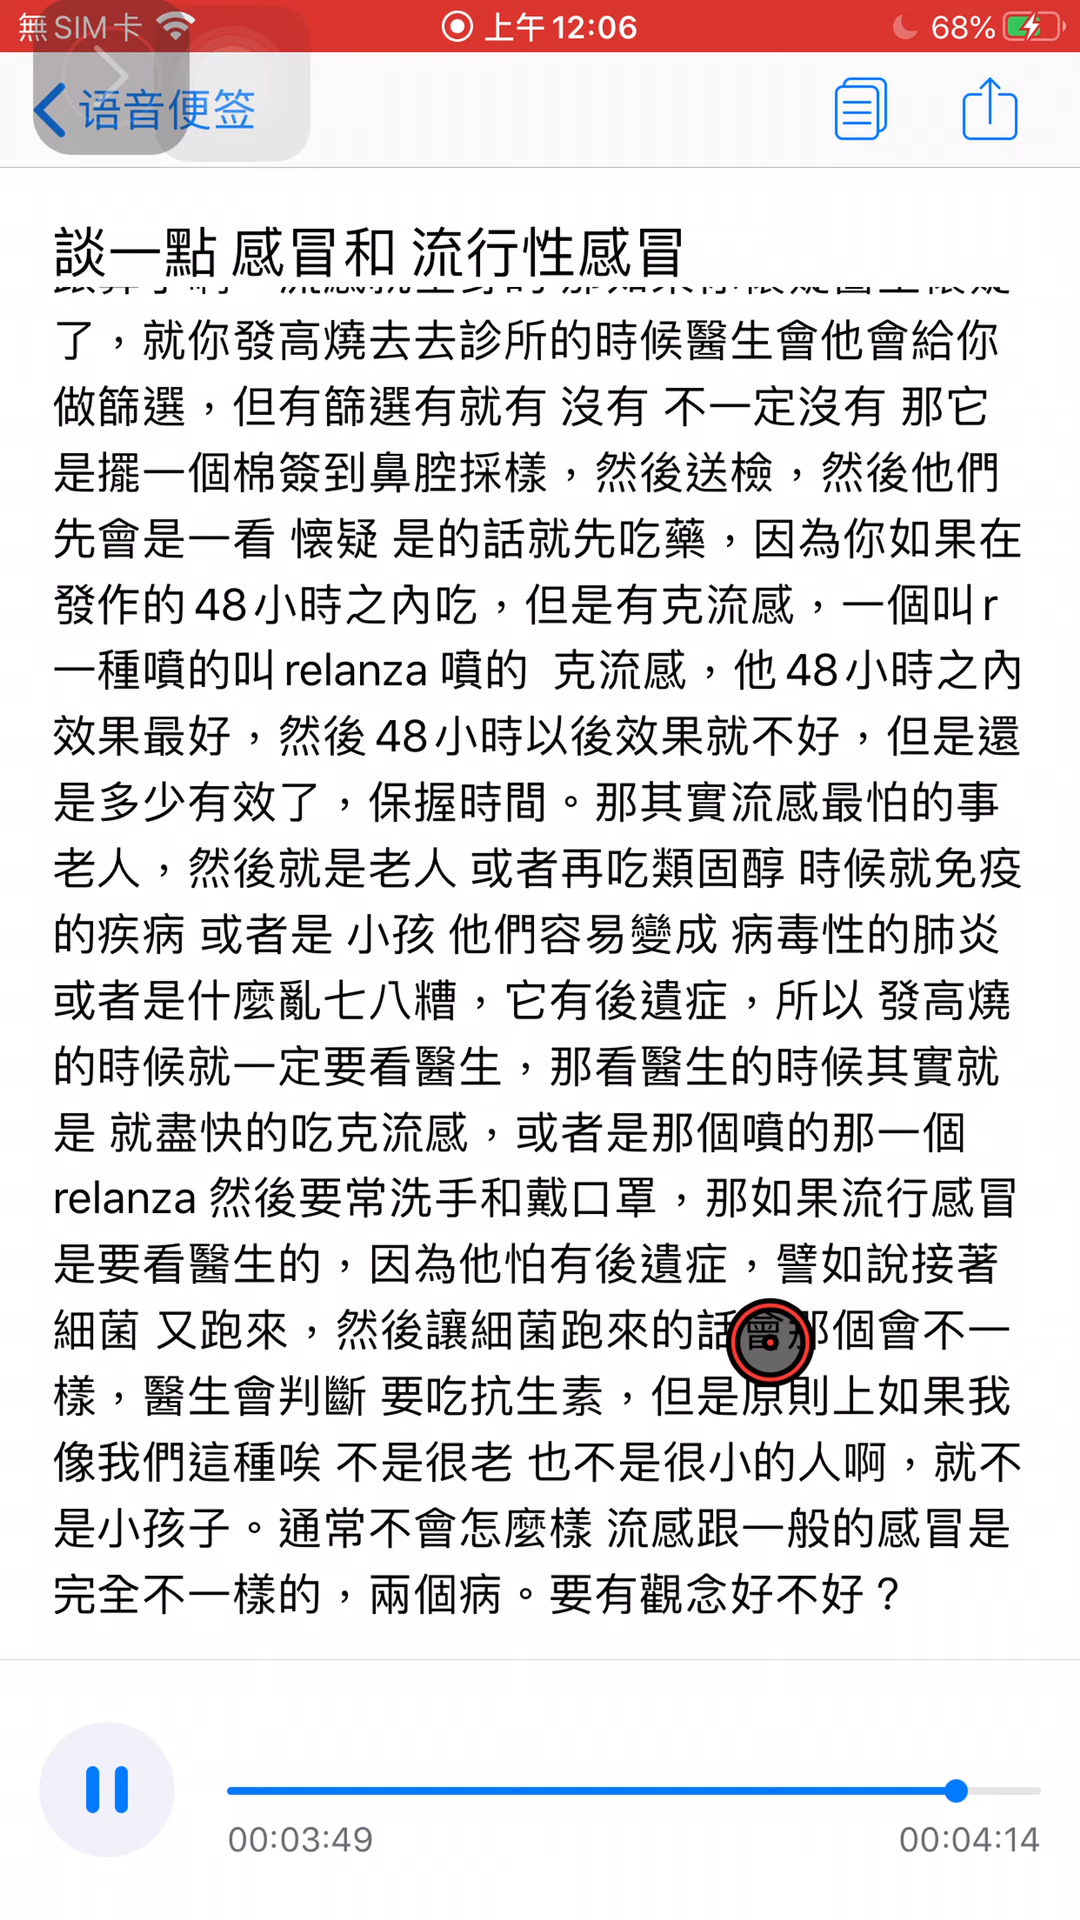 無SIM卡 上午12:06 68%
语音便签
談一點 感冒和 流行性感冒
了，就你發高燒去去診所的時候醫生會他會給你
做篩選，但有篩選有就有 沒有 不一定沒有 那它
是擺一個棉簽到鼻腔採樣，然後送檢，然後他們
先會是一看 懷疑 是的話就先吃藥，因為你如果在
發作的48小時之內吃，但是有克流感，一個叫r
一種噴的叫relanza 噴的 克流感，他48小時之內
效果最好，然後48小時以後效果就不好，但是還
是多少有效了，保握時間。那其實流感最怕的事
老人，然後就是老人 或者再吃類固醇 時候就免疫
的疾病 或者是 小孩 他們容易變成 病毒性的肺炎
或者是什麼亂七八糟，它有後遺症，所以 發高燒
的時候就一定要看醫生，那看醫生的時候其實就
是 就盡快的吃克流感，或者是那個噴的那一個
relanza 然後要常洗手和戴口罩，那如果流行感冒
是要看醫生的，因為他怕有後遺症，譬如說接著
細菌 又跑來，然後讓細菌跑來的話會那個會不一
樣，醫生會判斷 要吃抗生素，但是原則上如果我
像我們這種唉 不是很老 也不是很小的人啊，就不
是小孩子。通常不會怎麼樣 流感跟一般的感冒是
完全不一樣的，兩個病。要有觀念好不好？
00:03:49 00:04:14